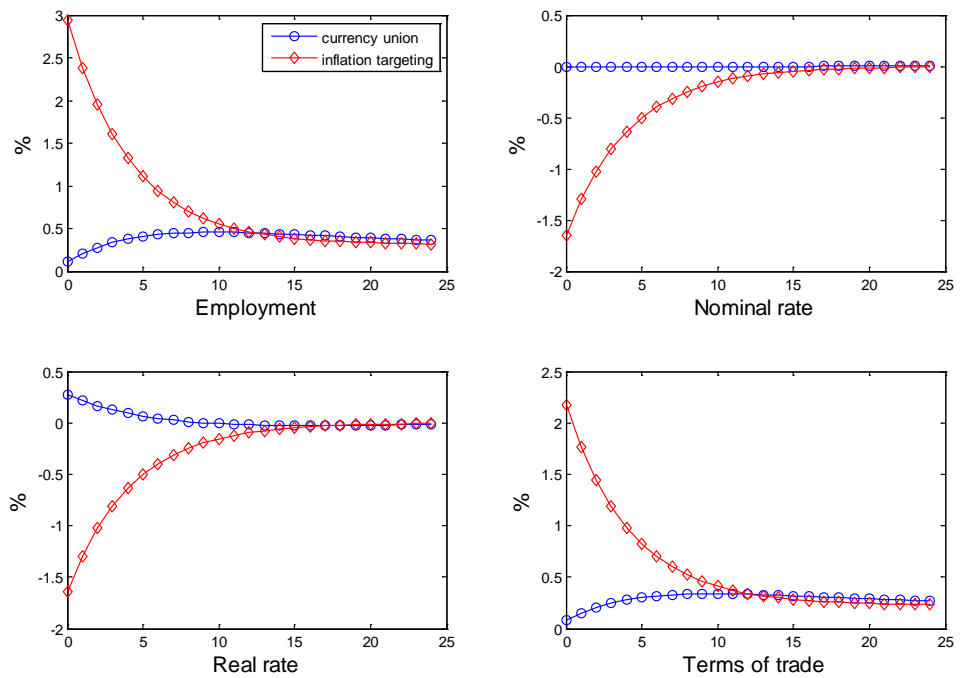 3
2.5
2
1.5
1
0.5
0
%
0 5 10 15 20 25
Employment
currency union
inflation targeting
0.5
0
-0.5
-1
-1.5
-2
%
0 5 10 15 20 25
Nominal rate
0.5
0
-0.5
-1
-1.5
-2
%
0 5 10 15 20 25
Real rate
2.5
2
1.5
1
0.5
0
%
0 5 10 15 20 25
Terms of trade